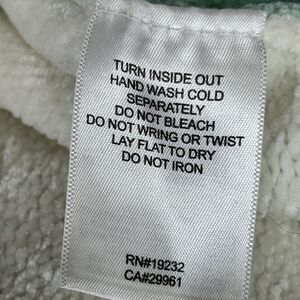 TURN INSIDE OUT
HAND WASH COLD
SEPARATELY
DO NOT BLEACH
DO NOT WRING OR TWIST
LAY FLAT TO DRY
DO NOT IRON
RN#19232
CA#29961